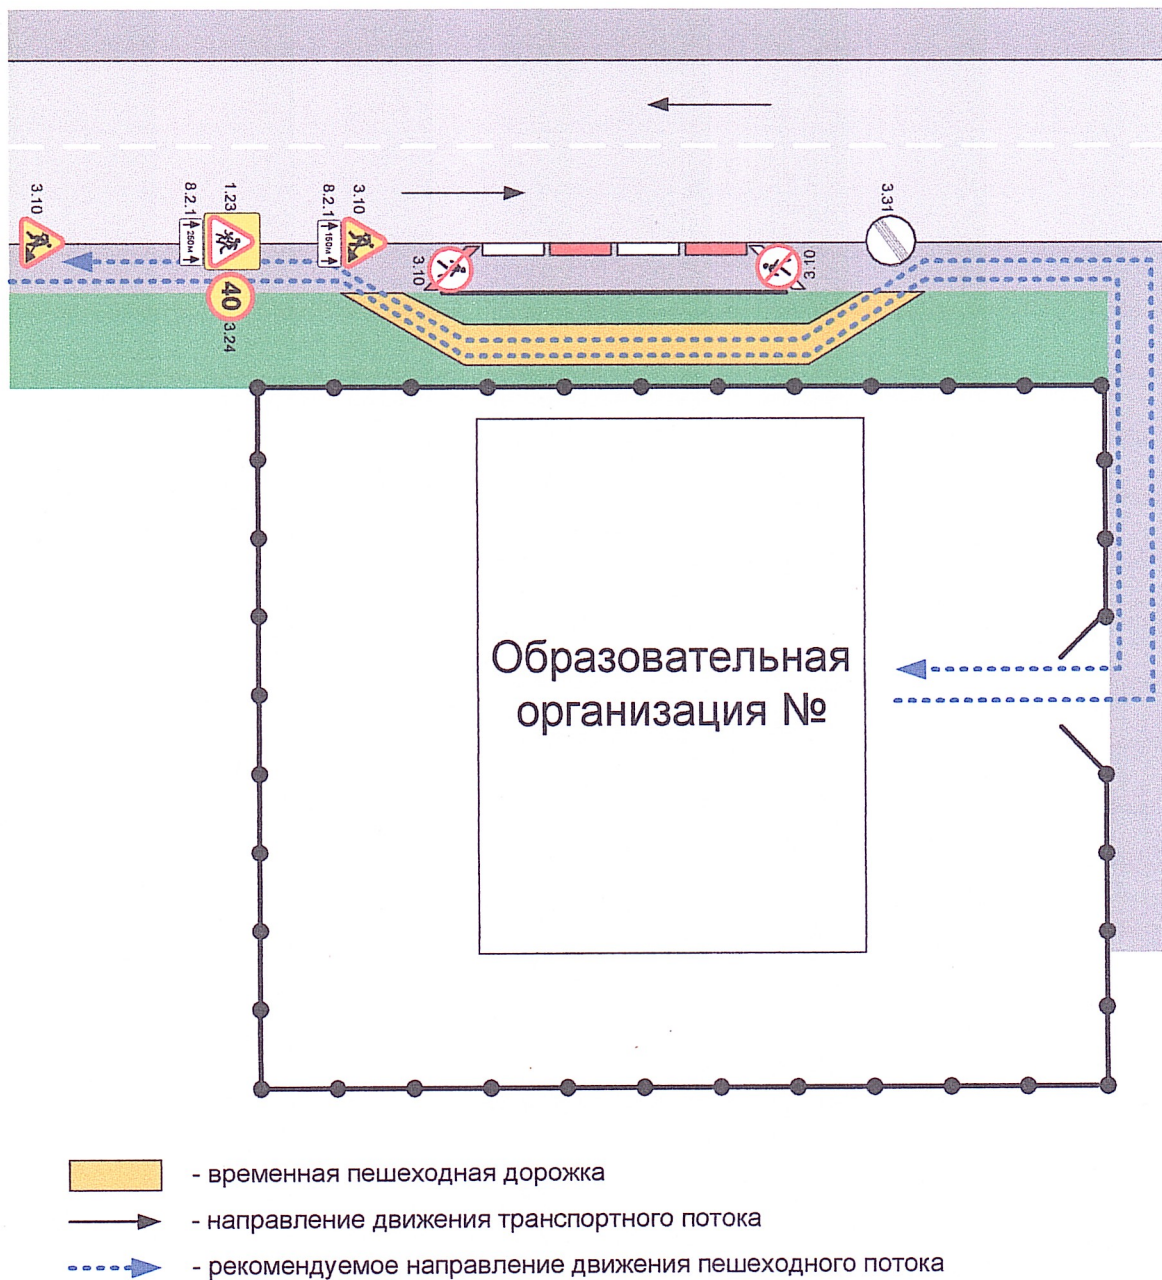 3.10
8.2.1
250м
1.23
40
3.24
8.2.1
150м
3.10
3.10
3.10
3.31
Образовательная
организация №
- временная пешеходная дорожка
- направление движения транспортного потока
- рекомендуемое направление движения пешеходного потока